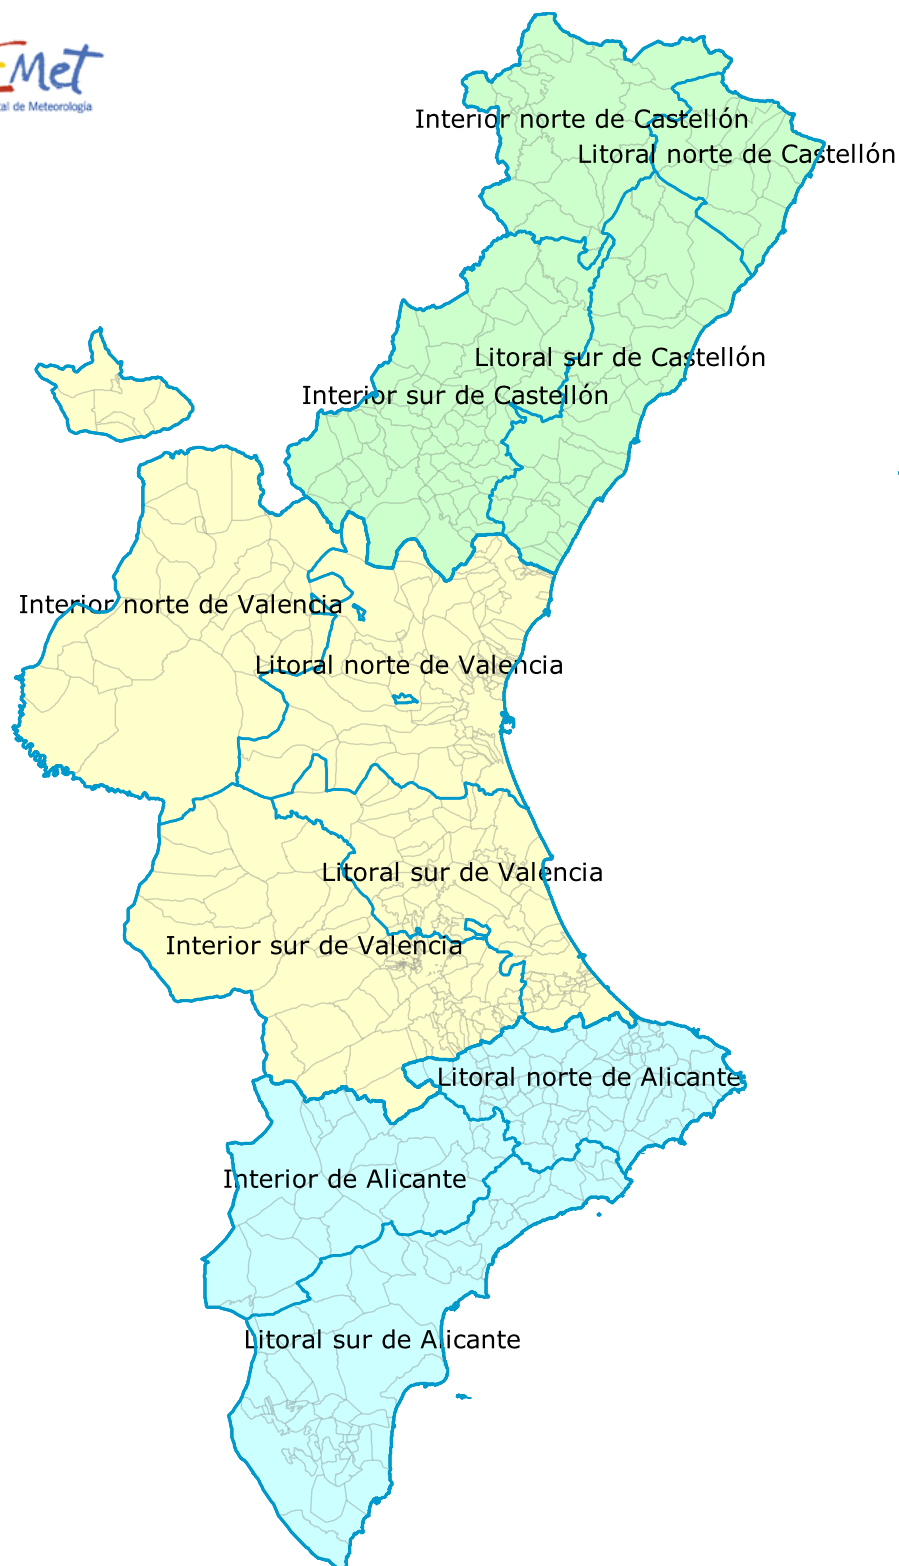 Met
tal de Meteorología
Interior norte de Castellón
Litoral norte de Castellón
Litoral sur de Castellón
Interior sur de Castellón
Interior norte de Valencia
Litoral norte de Valencia
Litoral sur de Valencia
Interior sur de Valencia
Litoral norte de Alicante
Interior de Alicante
Litoral sur de Alicante